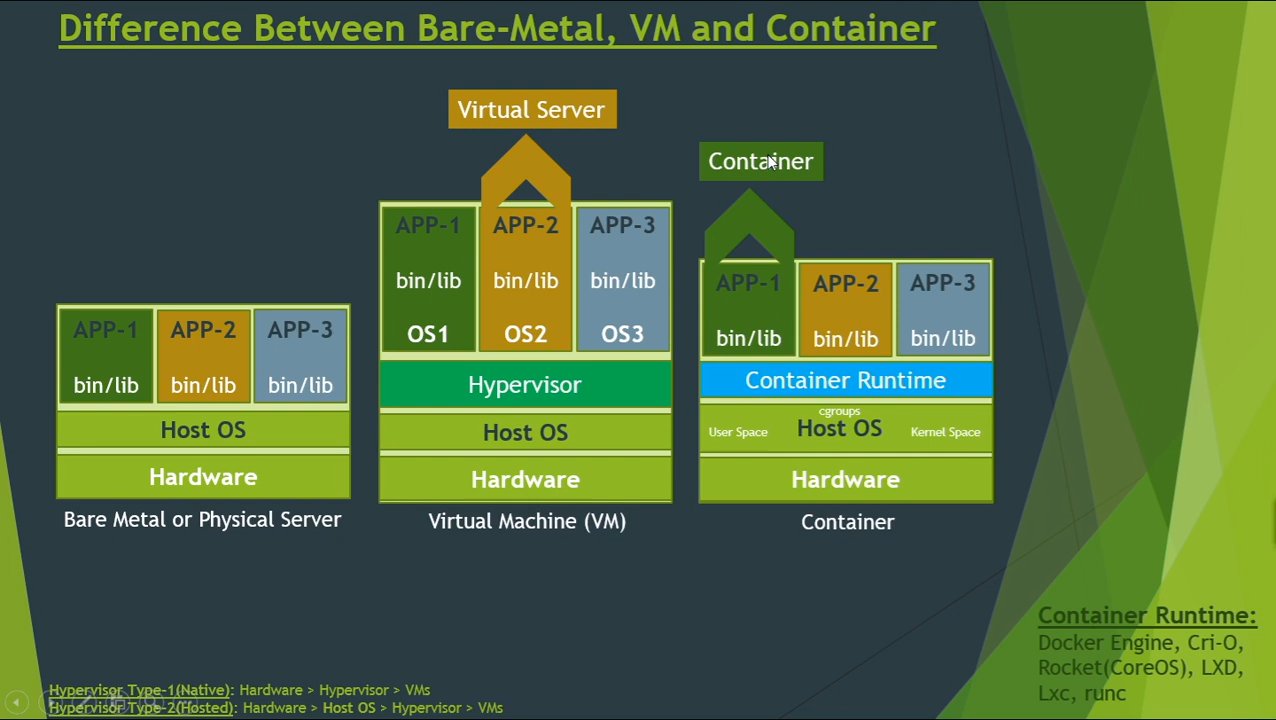 Difference Between Bare-Metal, VM and Container
Virtual Server
Container
APP-1 APP-2 APP-3
bin/lib bin/lib bin/lib
Host OS
Hardware
Bare Metal or Physical Server
APP-1 APP-2 APP-3
bin/lib bin/lib bin/lib
OS1 OS2 OS3
Hypervisor
Host OS
Hardware
Virtual Machine (VM)
APP-1 APP-2 APP-3
bin/lib bin/lib bin/lib
Container Runtime
cgroups
User Space Host OS Kernel Space
Hardware
Container
Container Runtime:
Docker Engine, Cri-O,
Rocket(CoreOS), LXD,
Lxc, runc
Hypervisor Type-1(Native): Hardware > Hypervisor > VMs
Hypervisor Type-2(Hosted): Hardware > Host OS > Hypervisor > VMs